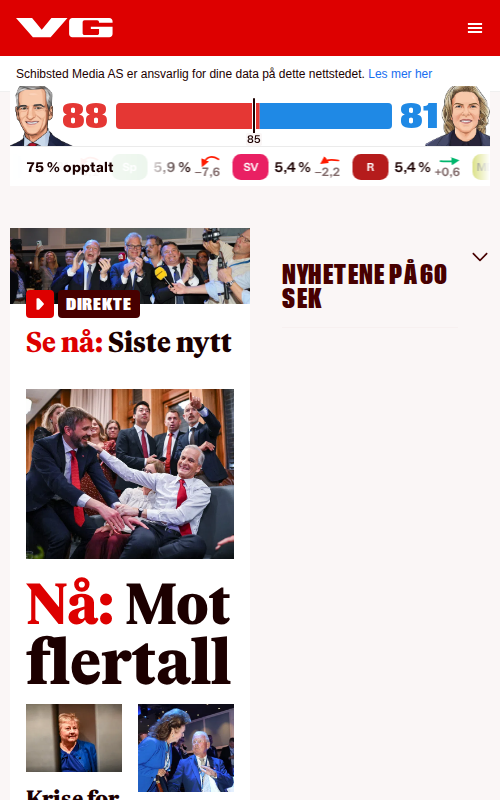 VG
Schibsted Media AS er ansvarlig for dine data på dette nettstedet. Les mer her
88
81
85
75 % opptalt
Sp 5,9 % −7,6
SV 5,4 % −2,2
R 5,4 % +0,6
DIREKTE
Se nå: Siste nytt
NYHETENE PÅ 60
SEK
Nå: Mot
flertall
Krise for